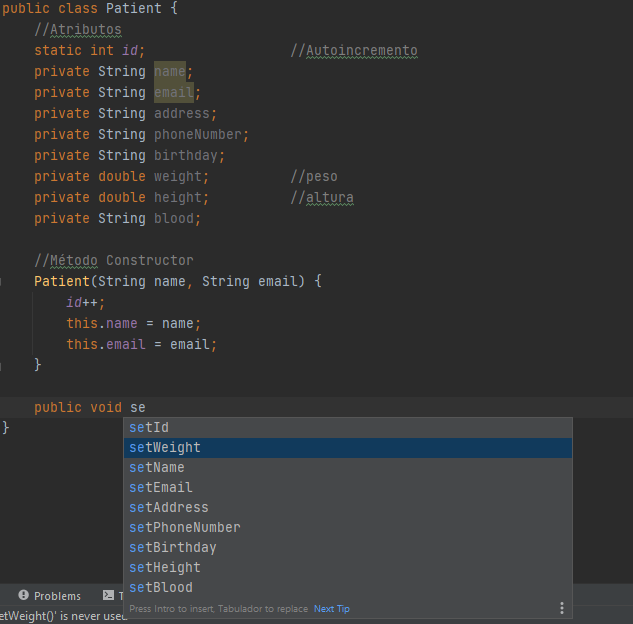 public class Patient {
//Atributos
static int id; //Autoincremento
private String name;
private String email;
private String address;
private String phoneNumber;
private String birthday;
private double weight; //peso
private double height; //altura
private String blood;
//Método Constructor
Patient(String name, String email) {
id++;
this.name = name;
this.email = email;
}
public void se
}
setId
setWeight
setName
setEmail
setAddress
setPhoneNumber
setBirthday
setHeight
setBlood
Press Intro to insert, Tabulador to replace Next Tip
Problems T
etWeight()' is never used